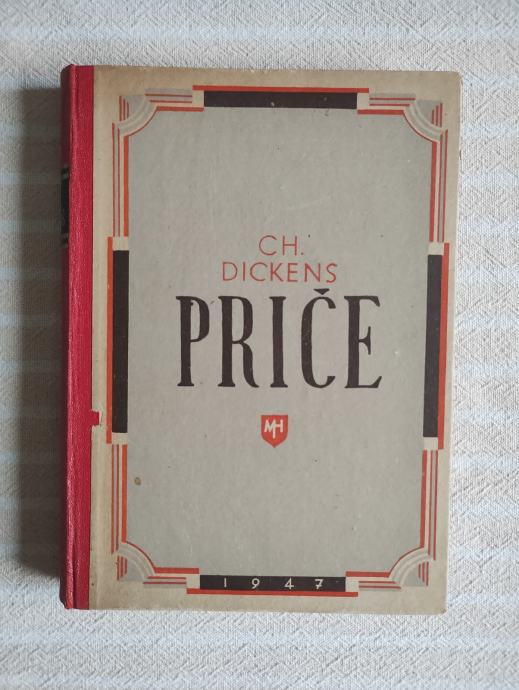 CH.
DICKENS
PRIČE
MH
1947